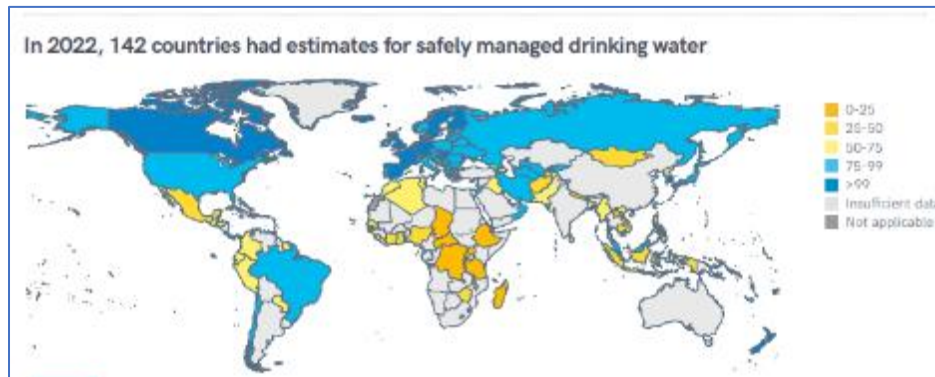 In 2022, 142 countries had estimates for safely managed drinking water
0-25
25-50
50-75
75-99
>99
Insufficient data
Not applicable